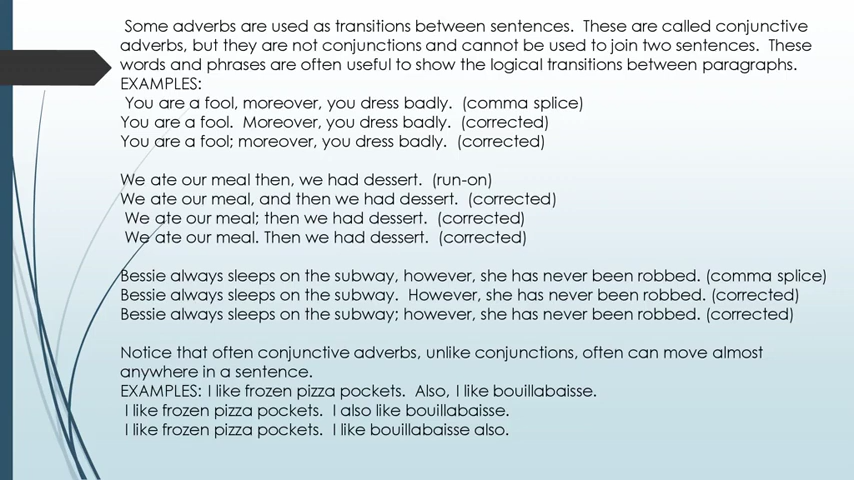 Some adverbs are used as transitions between sentences. These are called conjunctive
adverbs, but they are not conjunctions and cannot be used to join two sentences. These
words and phrases are often useful to show the logical transitions between paragraphs.
EXAMPLES:
You are a fool, moreover, you dress badly. (comma splice)
You are a fool. Moreover, you dress badly. (corrected)
You are a fool; moreover, you dress badly. (corrected)
We ate our meal then, we had dessert. (run-on)
We ate our meal, and then we had dessert. (corrected)
We ate our meal; then we had dessert. (corrected)
We ate our meal. Then we had dessert. (corrected)
Bessie always sleeps on the subway, however, she has never been robbed. (comma splice)
Bessie always sleeps on the subway. However, she has never been robbed. (corrected)
Bessie always sleeps on the subway; however, she has never been robbed. (corrected)
Notice that often conjunctive adverbs, unlike conjunctions, often can move almost
anywhere in a sentence.
EXAMPLES: I like frozen pizza pockets. Also, I like bouillabaisse.
I like frozen pizza pockets. I also like bouillabaisse.
I like frozen pizza pockets. I like bouillabaisse also.